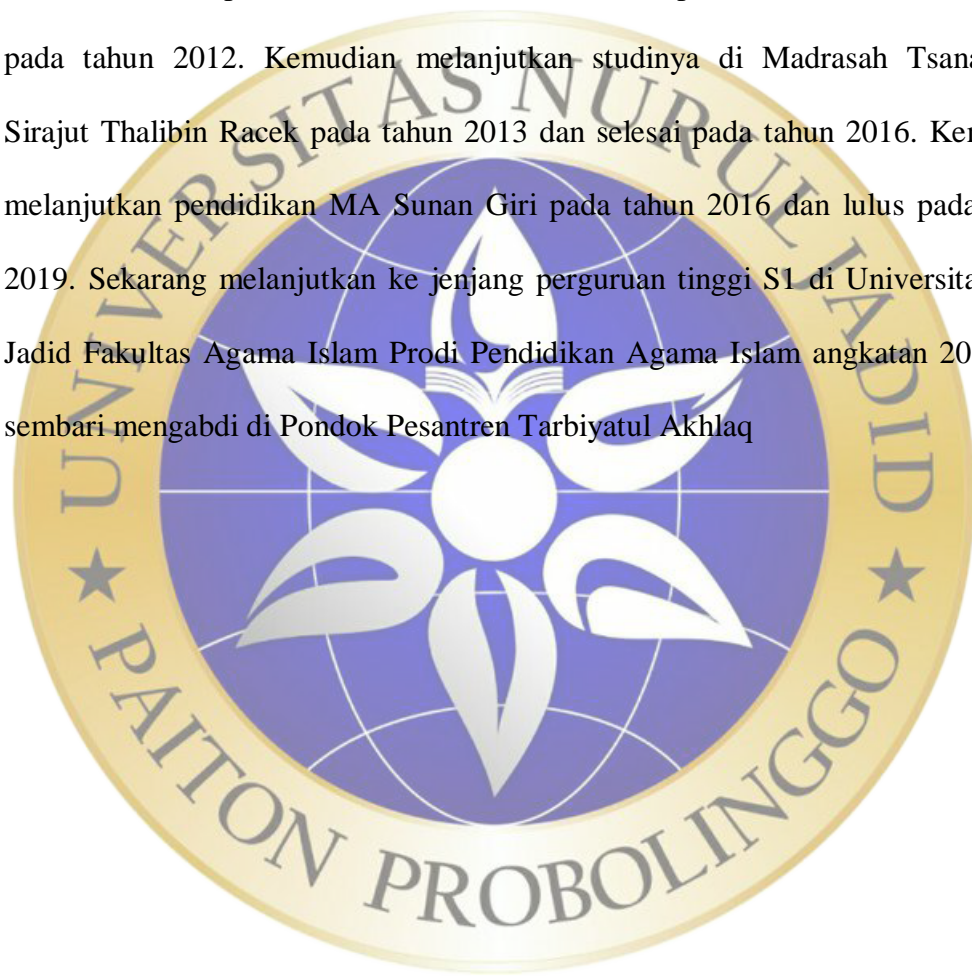 pada tahun 2012. Kemudian melanjutkan studinya di Madrasah Tsana
Sirajut Thalibin Racek pada tahun 2013 dan selesai pada tahun 2016. Ker
melanjutkan pendidikan MA Sunan Giri pada tahun 2016 dan lulus pada
2019. Sekarang melanjutkan ke jenjang perguruan tinggi S1 di Universita
Jadid Fakultas Agama Islam Prodi Pendidikan Agama Islam angkatan 20
sembari mengabdi di Pondok Pesantren Tarbiyatul Akhlaq
UNIVERSITAS NURUL JADID
PAITON PROBOLINGGO